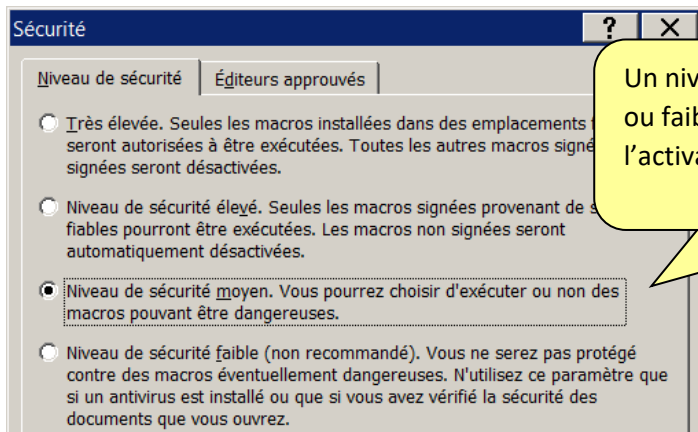 Sécurité
Niveau de sécurité
Éditeurs approuvés
Un
ou
Très élevée. Seules les macros installées dans des emplacements
seront autorisées à être exécutées. Toutes les autres macros
signées seront désactivées.
Niveau de sécurité élevé. Seules les macros signées provenant de
fiables pourront être exécutées. Les macros non signées seront
automatiquement désactivées.
Niveau de sécurité moyen. Vous pourrez choisir d'exécuter ou non des
macros pouvant être dangereuses.
Niveau de sécurité faible (non recommandé). Vous ne serez pas protégé
contre des macros éventuellement dangereuses. N'utilisez ce paramètre que
si un antivirus est installé ou que si vous avez vérifié la sécurité des
documents que vous ouvrez.